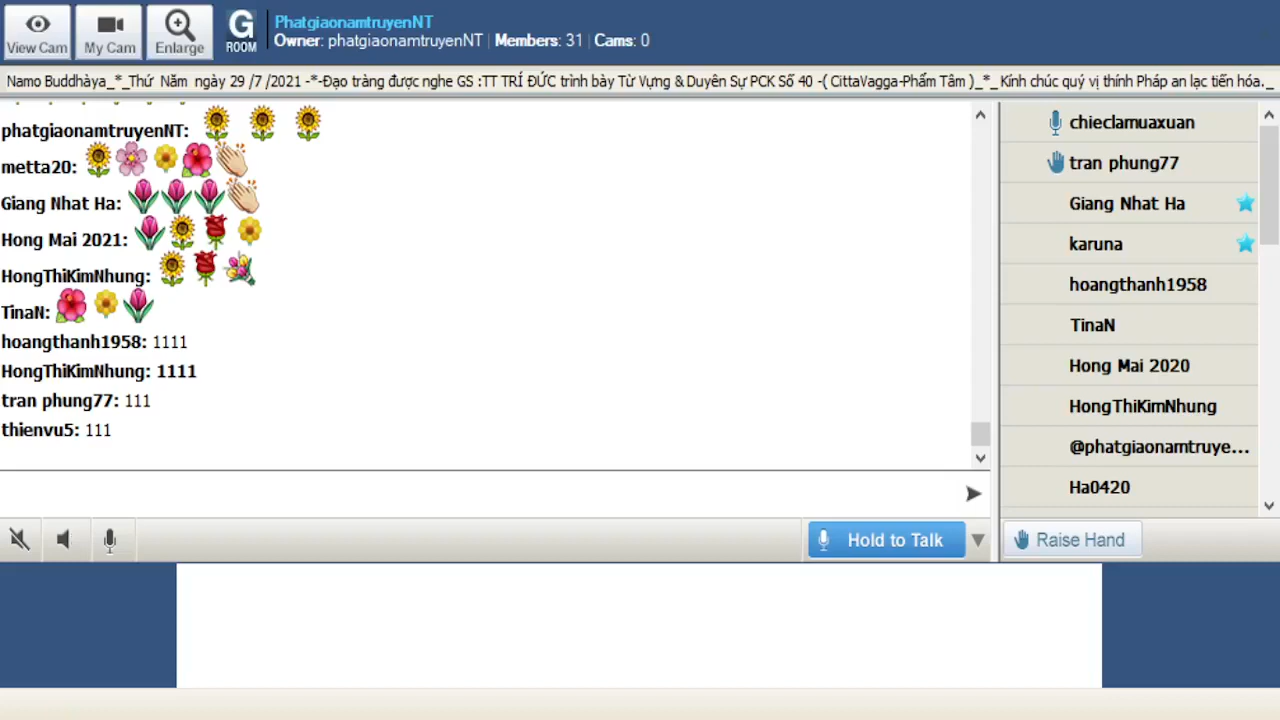 View Cam
My Cam
Enlarge
G
ROOM
PhatgiaonamtruyenNT
Owner: phatgiaonamtruyenNT | Members: 31 | Cams: 0
Namo Buddhàya_*_Thứ Năm ngày 29 /7 /2021 -*-Đạo tràng được nghe GS :TT TRÍ ĐỨC trình bày Từ Vựng & Duyên Sự PCK Số 40 -( CittaVagga-Phẩm Tâm )_*_ Kính chúc quý vị thính Pháp an lạc tiến hóa._
phatgiaonamtruyenNT:
metta20:
Giang Nhat Ha:
Hong Mai 2021:
HongThiKimNhung:
TinaN:
hoangthanh1958: 1111
HongThiKimNhung: 1111
tran phung77: 111
thienvu5: 111
chieclamuaxuan
tran phung77
Giang Nhat Ha
karuna
hoangthanh1958
TinaN
Hong Mai 2020
HongThiKimNhung
@phatgiaonamtruye...
Ha0420
Hold to Talk
Raise Hand